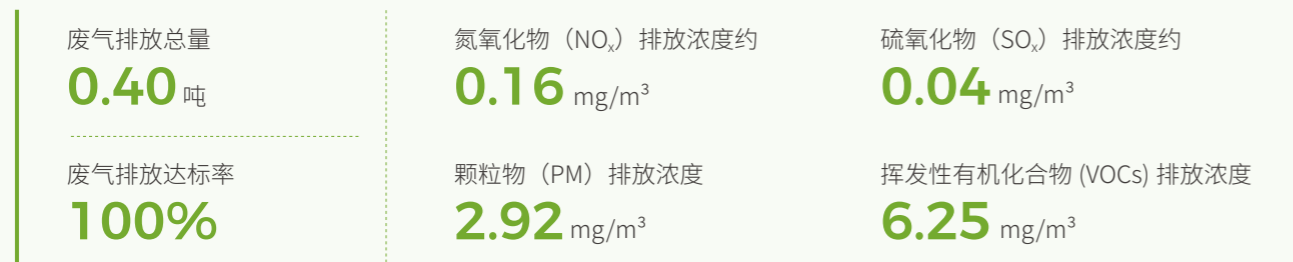 废气排放总量
0.40 吨
废气排放达标率
100%
氮氧化物（NOx）排放浓度约
0.16 mg/m³
硫氧化物（SOx）排放浓度约
0.04 mg/m³
颗粒物（PM）排放浓度
2.92 mg/m³
挥发性有机化合物 (VOCs) 排放浓度
6.25 mg/m³